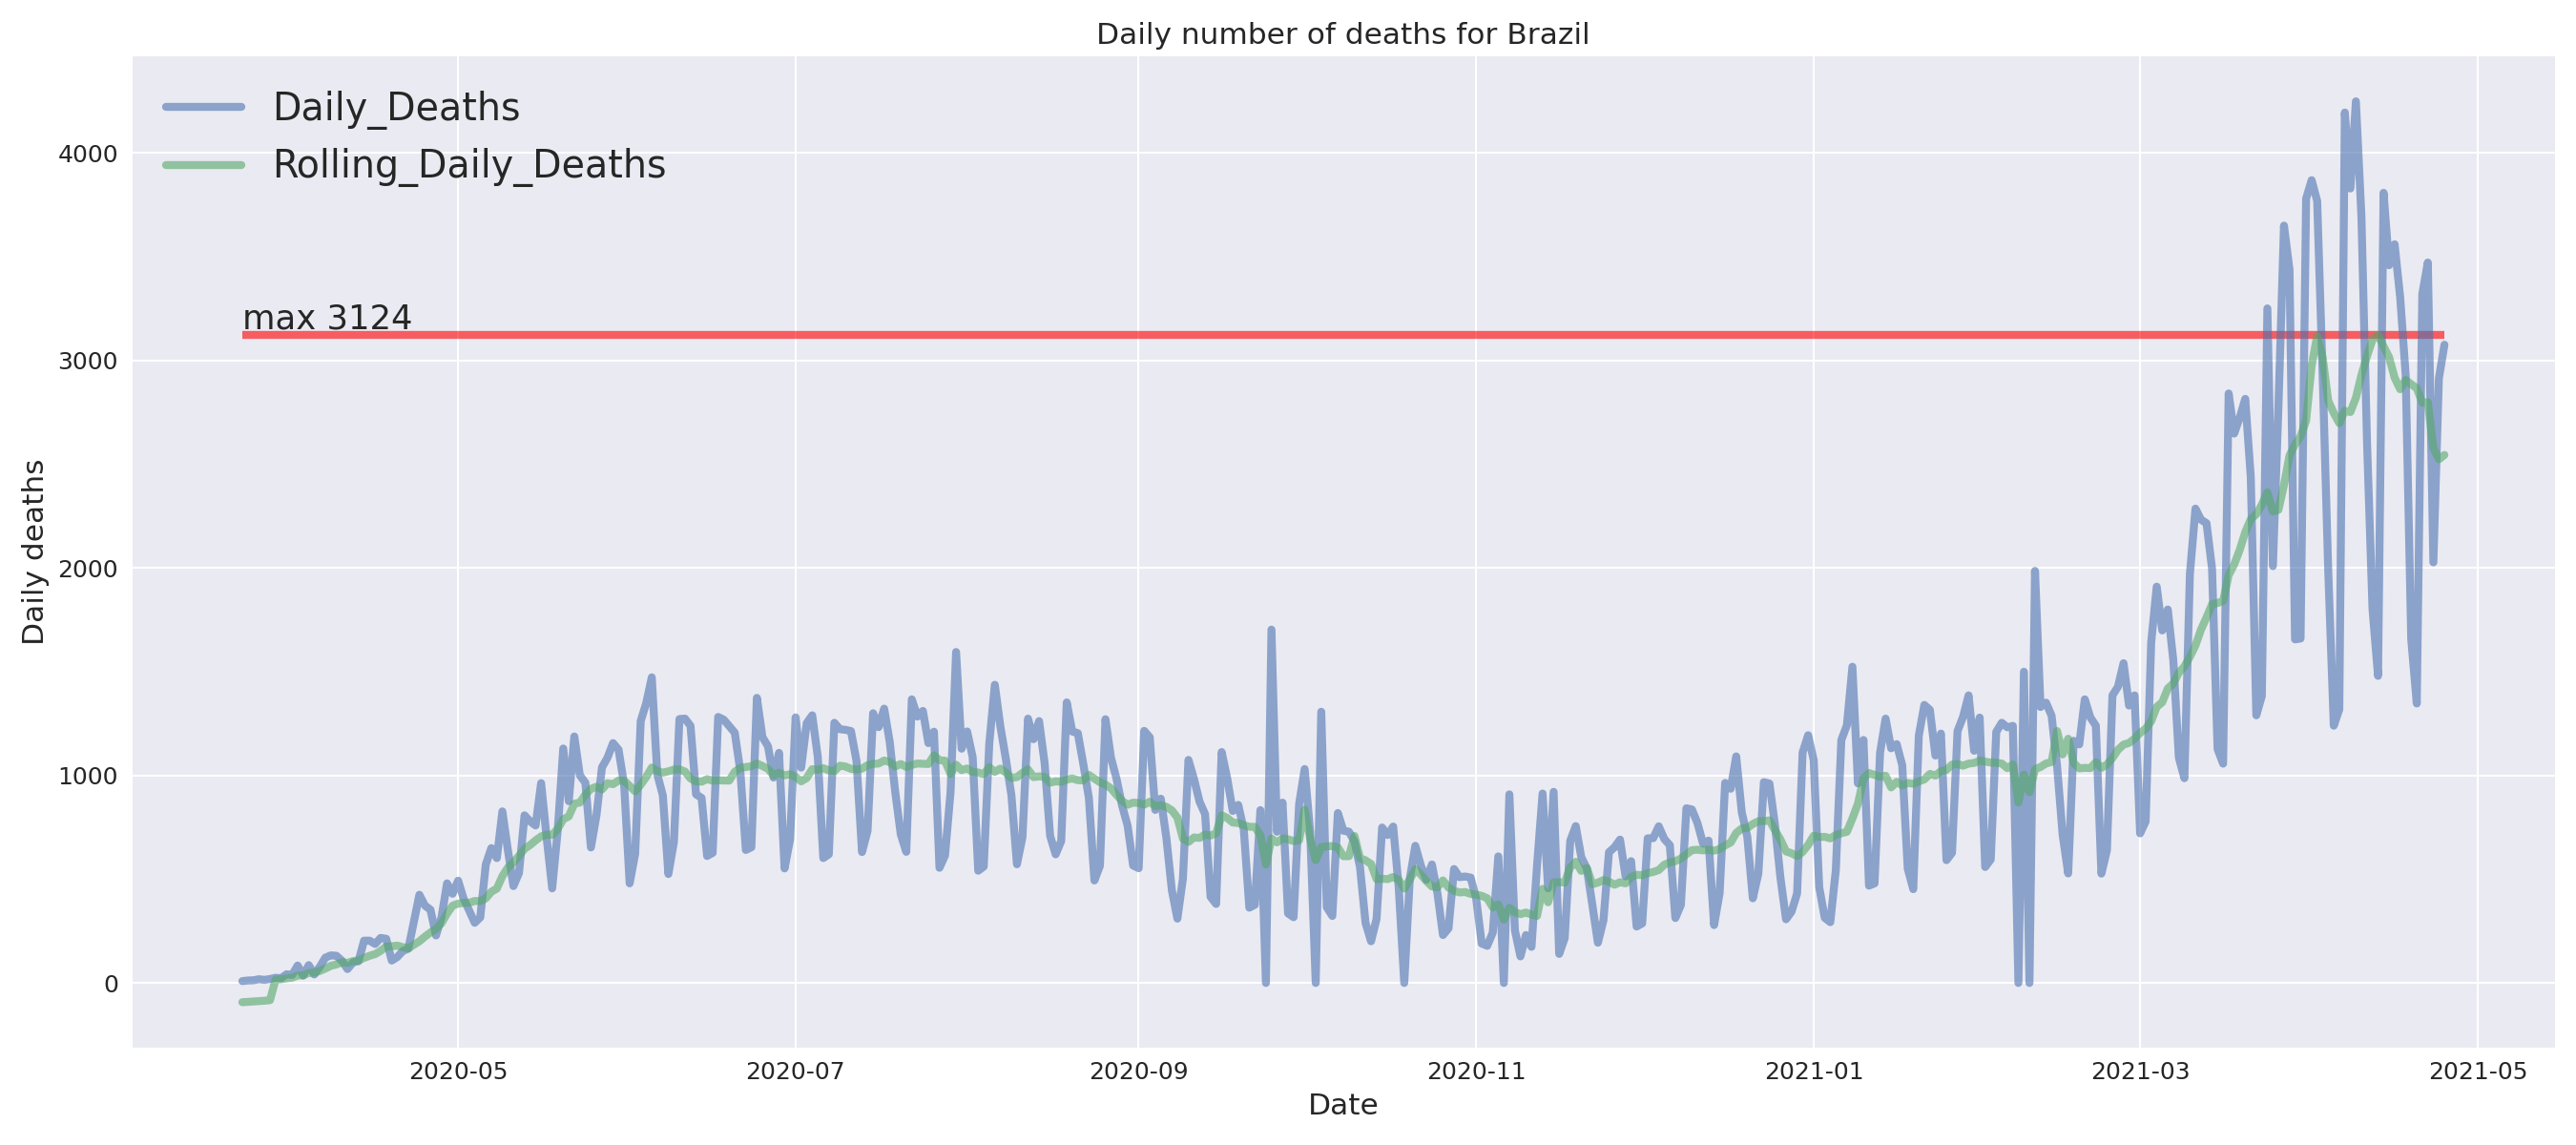 Daily number of deaths for Brazil
Daily_Deaths
Rolling_Daily_Deaths
4000
max 3124
3000
Daily deaths
2000
1000
0
2020-05 2020-07 2020-09 2020-11 2021-01 2021-03 2021-05
Date